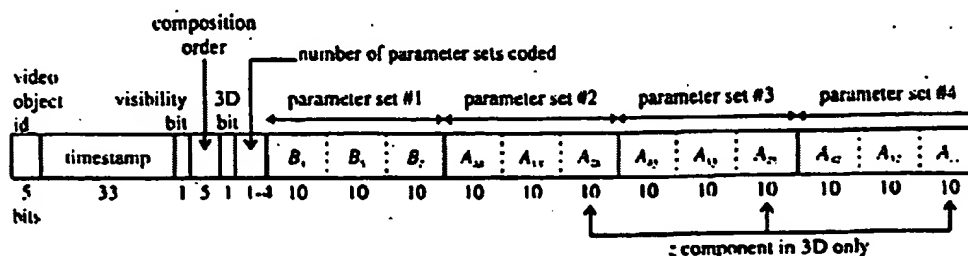 composition
order
number of parameter sets coded
video
object
id
visibility
bit
3D
bit
parameter set #1
parameter set #2
parameter set #3
parameter set #4
timestamp
5
bits
33
1
5
1
1-4
10 10 10 10 10 10 10 10 10 10 10 10
z component in 3D only